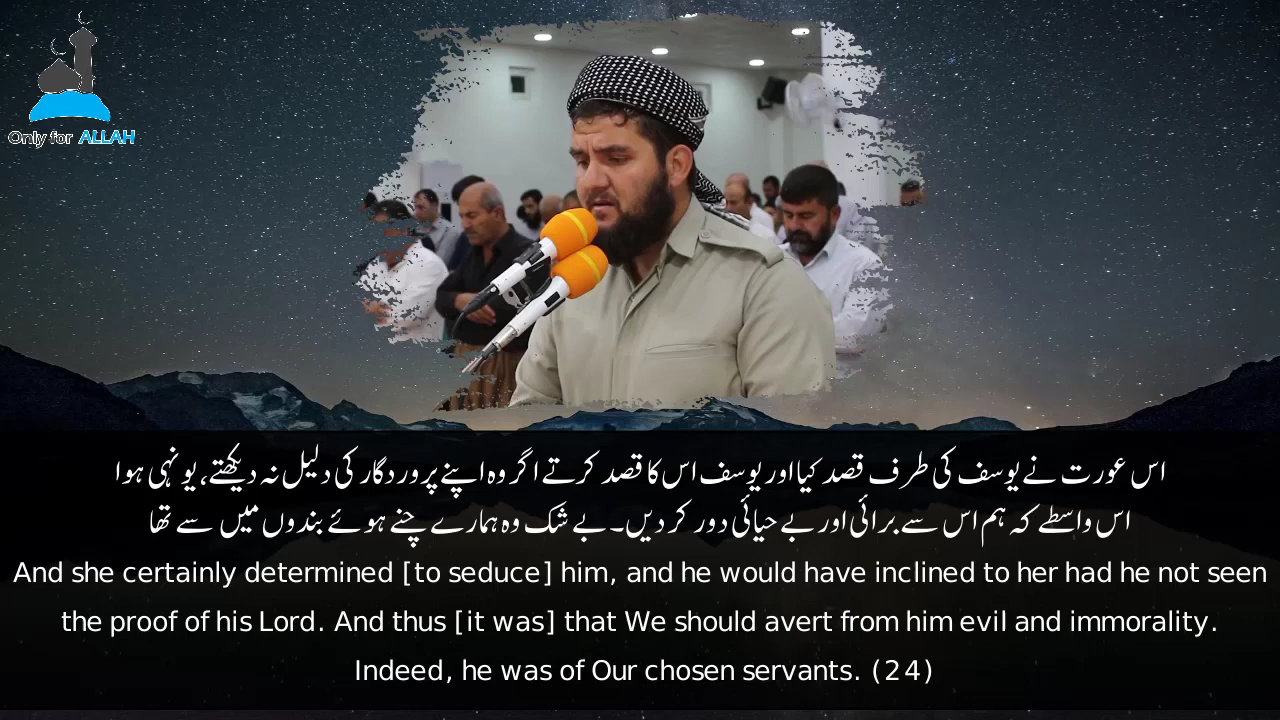 Only for ALLAH
اس عورت نے یوسف کی طرف قصد کیا اور یوسف اس کا قصد کرتے اگر وہ اپنے پروردگار کی دلیل نہ دیکھتے، یونہی ہوا
اس واسطے کہ ہم اس سے برائی اور بے حیائی دور کر دیں۔ بے شک وہ ہمارے چنے ہوئے بندوں میں سے تھا
And she certainly determined [to seduce] him, and he would have inclined to her had he not seen
the proof of his Lord. And thus [it was] that We should avert from him evil and immorality.
Indeed, he was of Our chosen servants. (24)